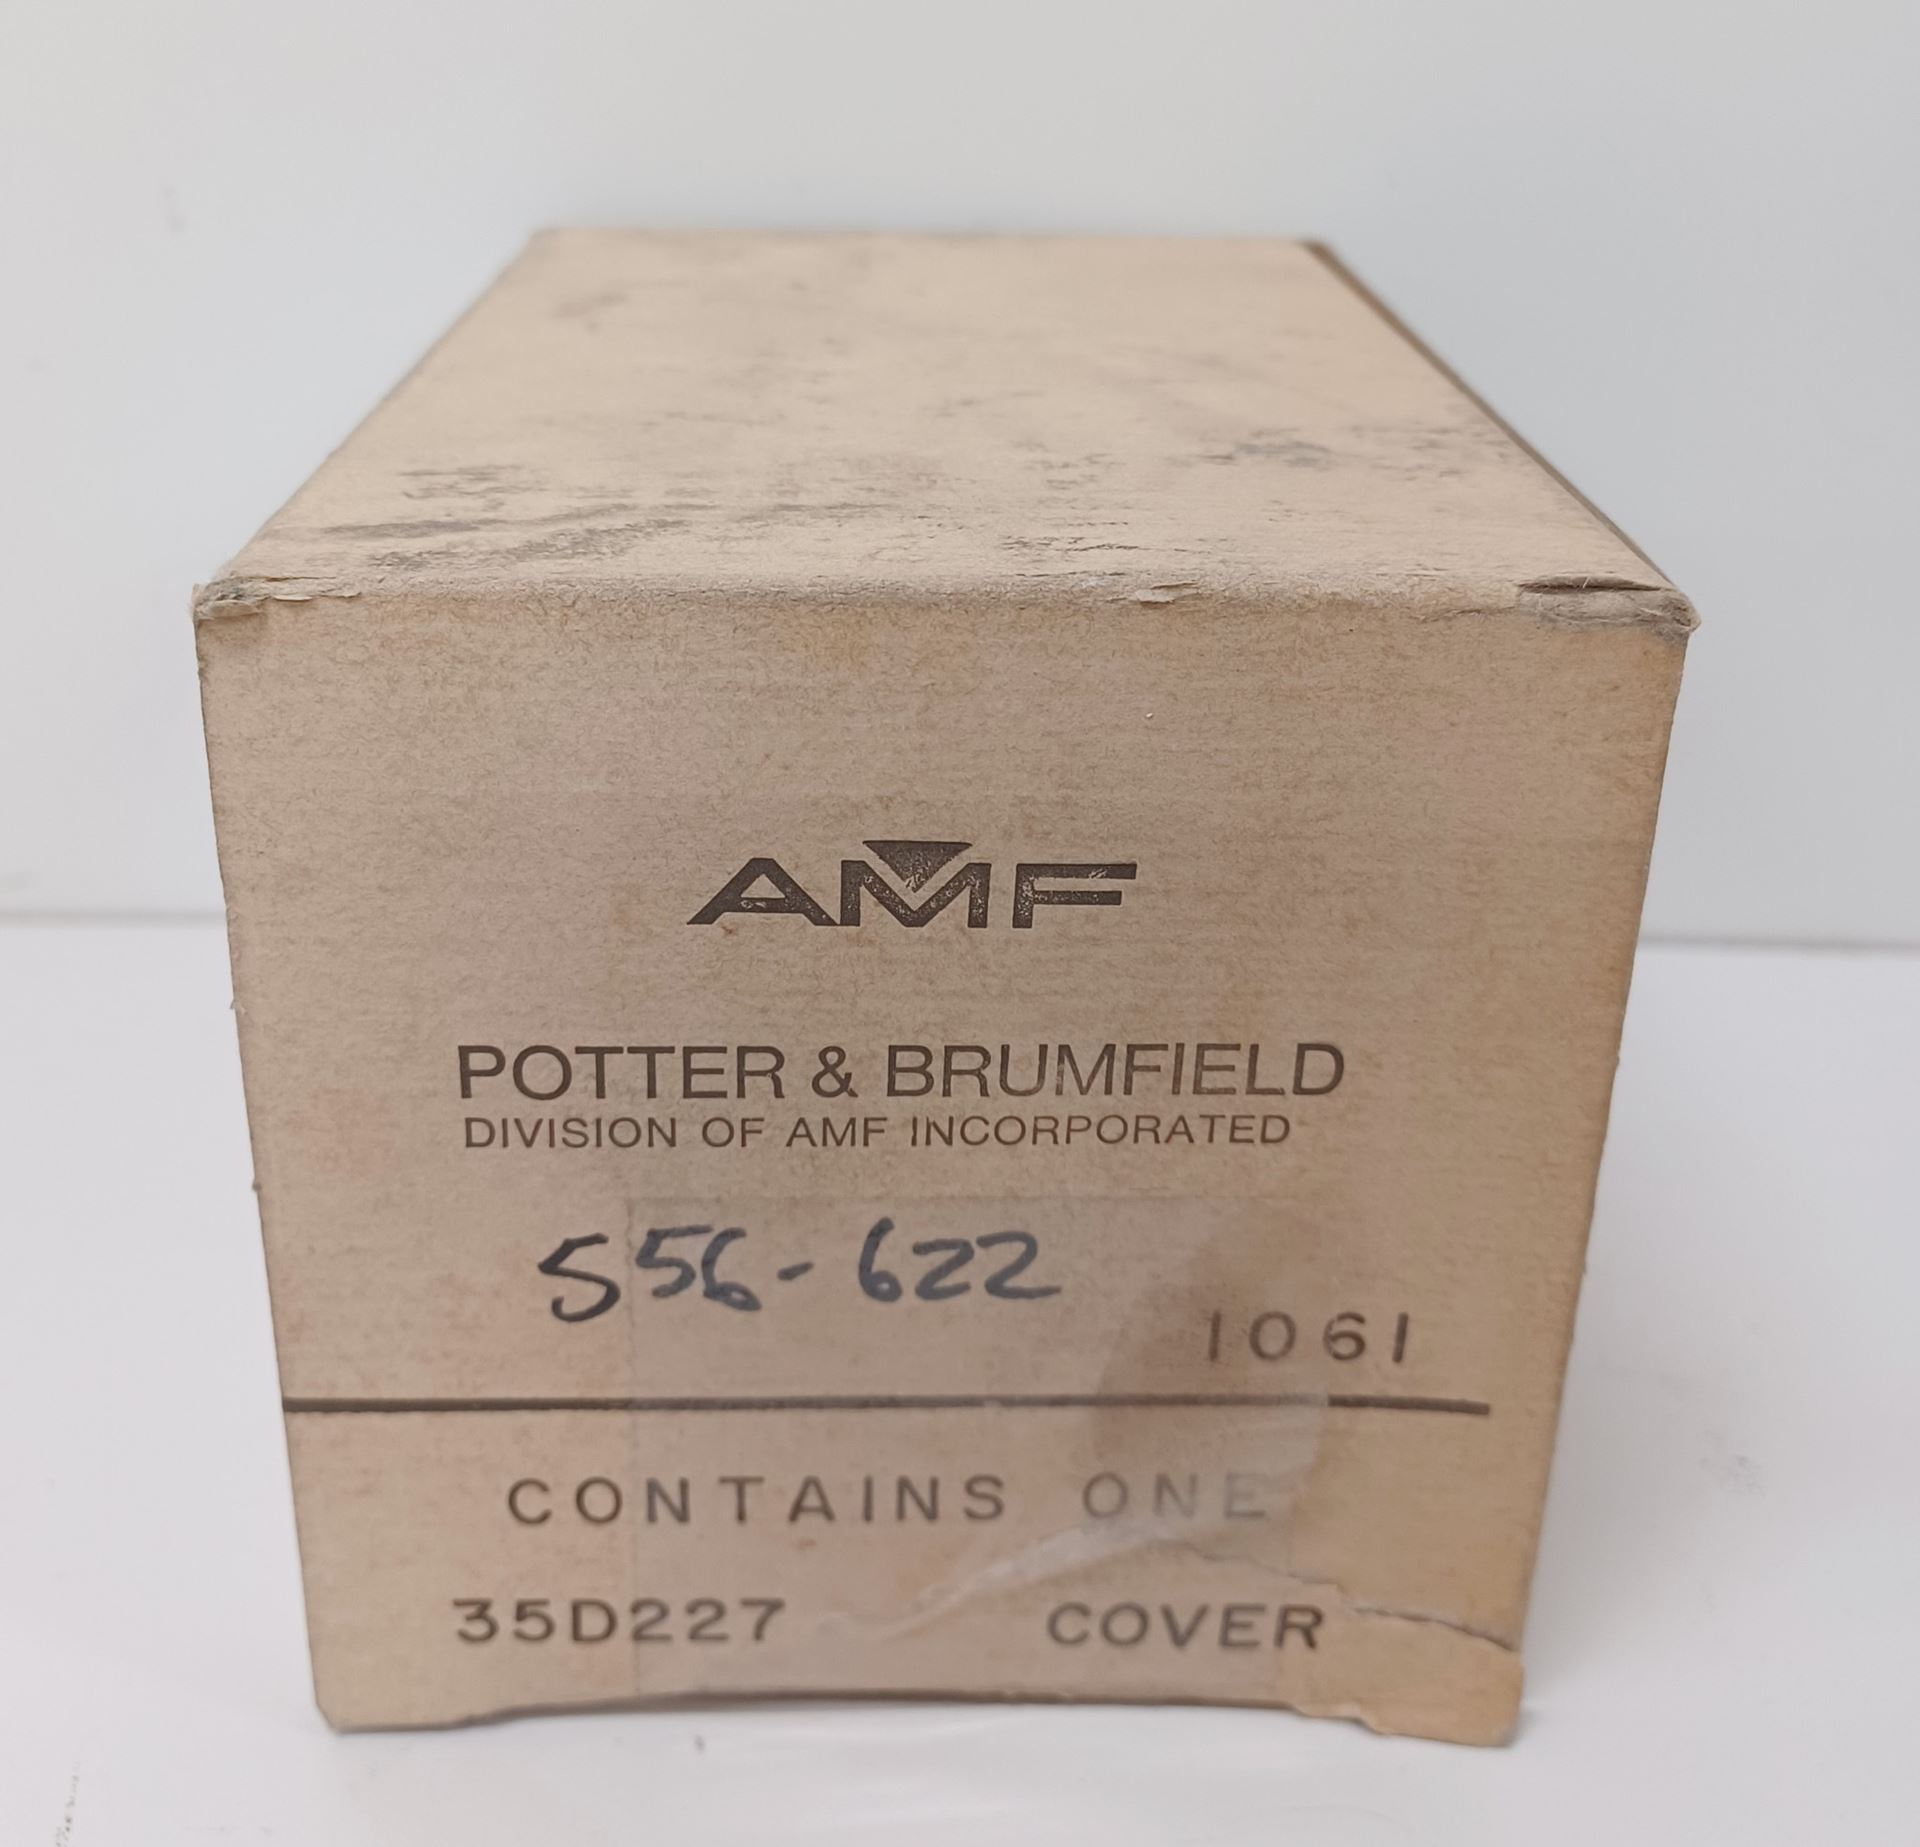 AMF
POTTER & BRUMFIELD
DIVISION OF AMF INCORPORATED
556-622
1061
CONTAINS ONE
35D227 COVER